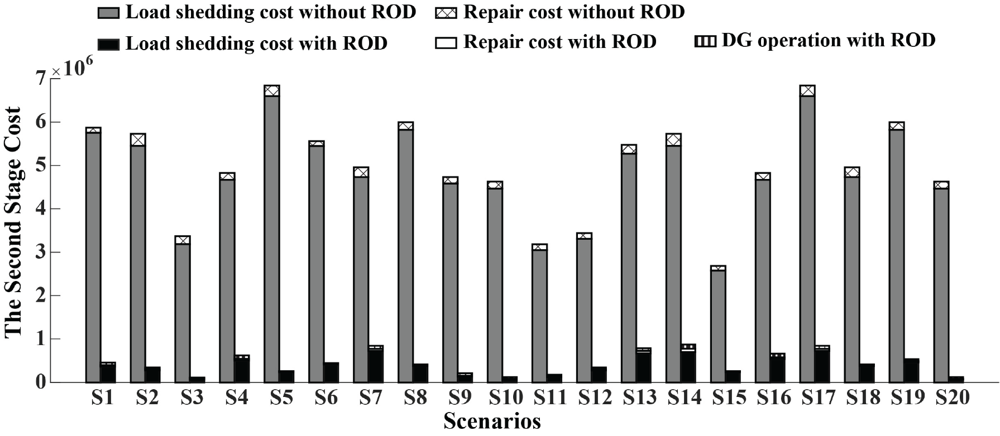 Load shedding cost without ROD Repair cost without ROD
Load shedding cost with ROD Repair cost with ROD DG operation with ROD
7×10⁶
6
5
4
3
2
1
0
The Second Stage Cost
S1 S2 S3 S4 S5 S6 S7 S8 S9 S10 S11 S12 S13 S14 S15 S16 S17 S18 S19 S20
Scenarios